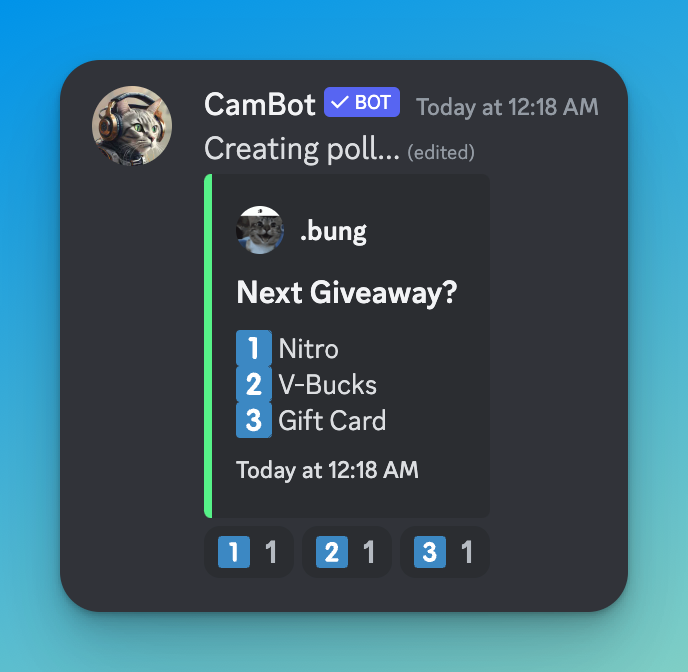 CamBot ✓ BOT Today at 12:18 AM
Creating poll... (edited)
.bung
Next Giveaway?
1 Nitro
2 V-Bucks
3 Gift Card
Today at 12:18 AM
1 1 2 1 3 1